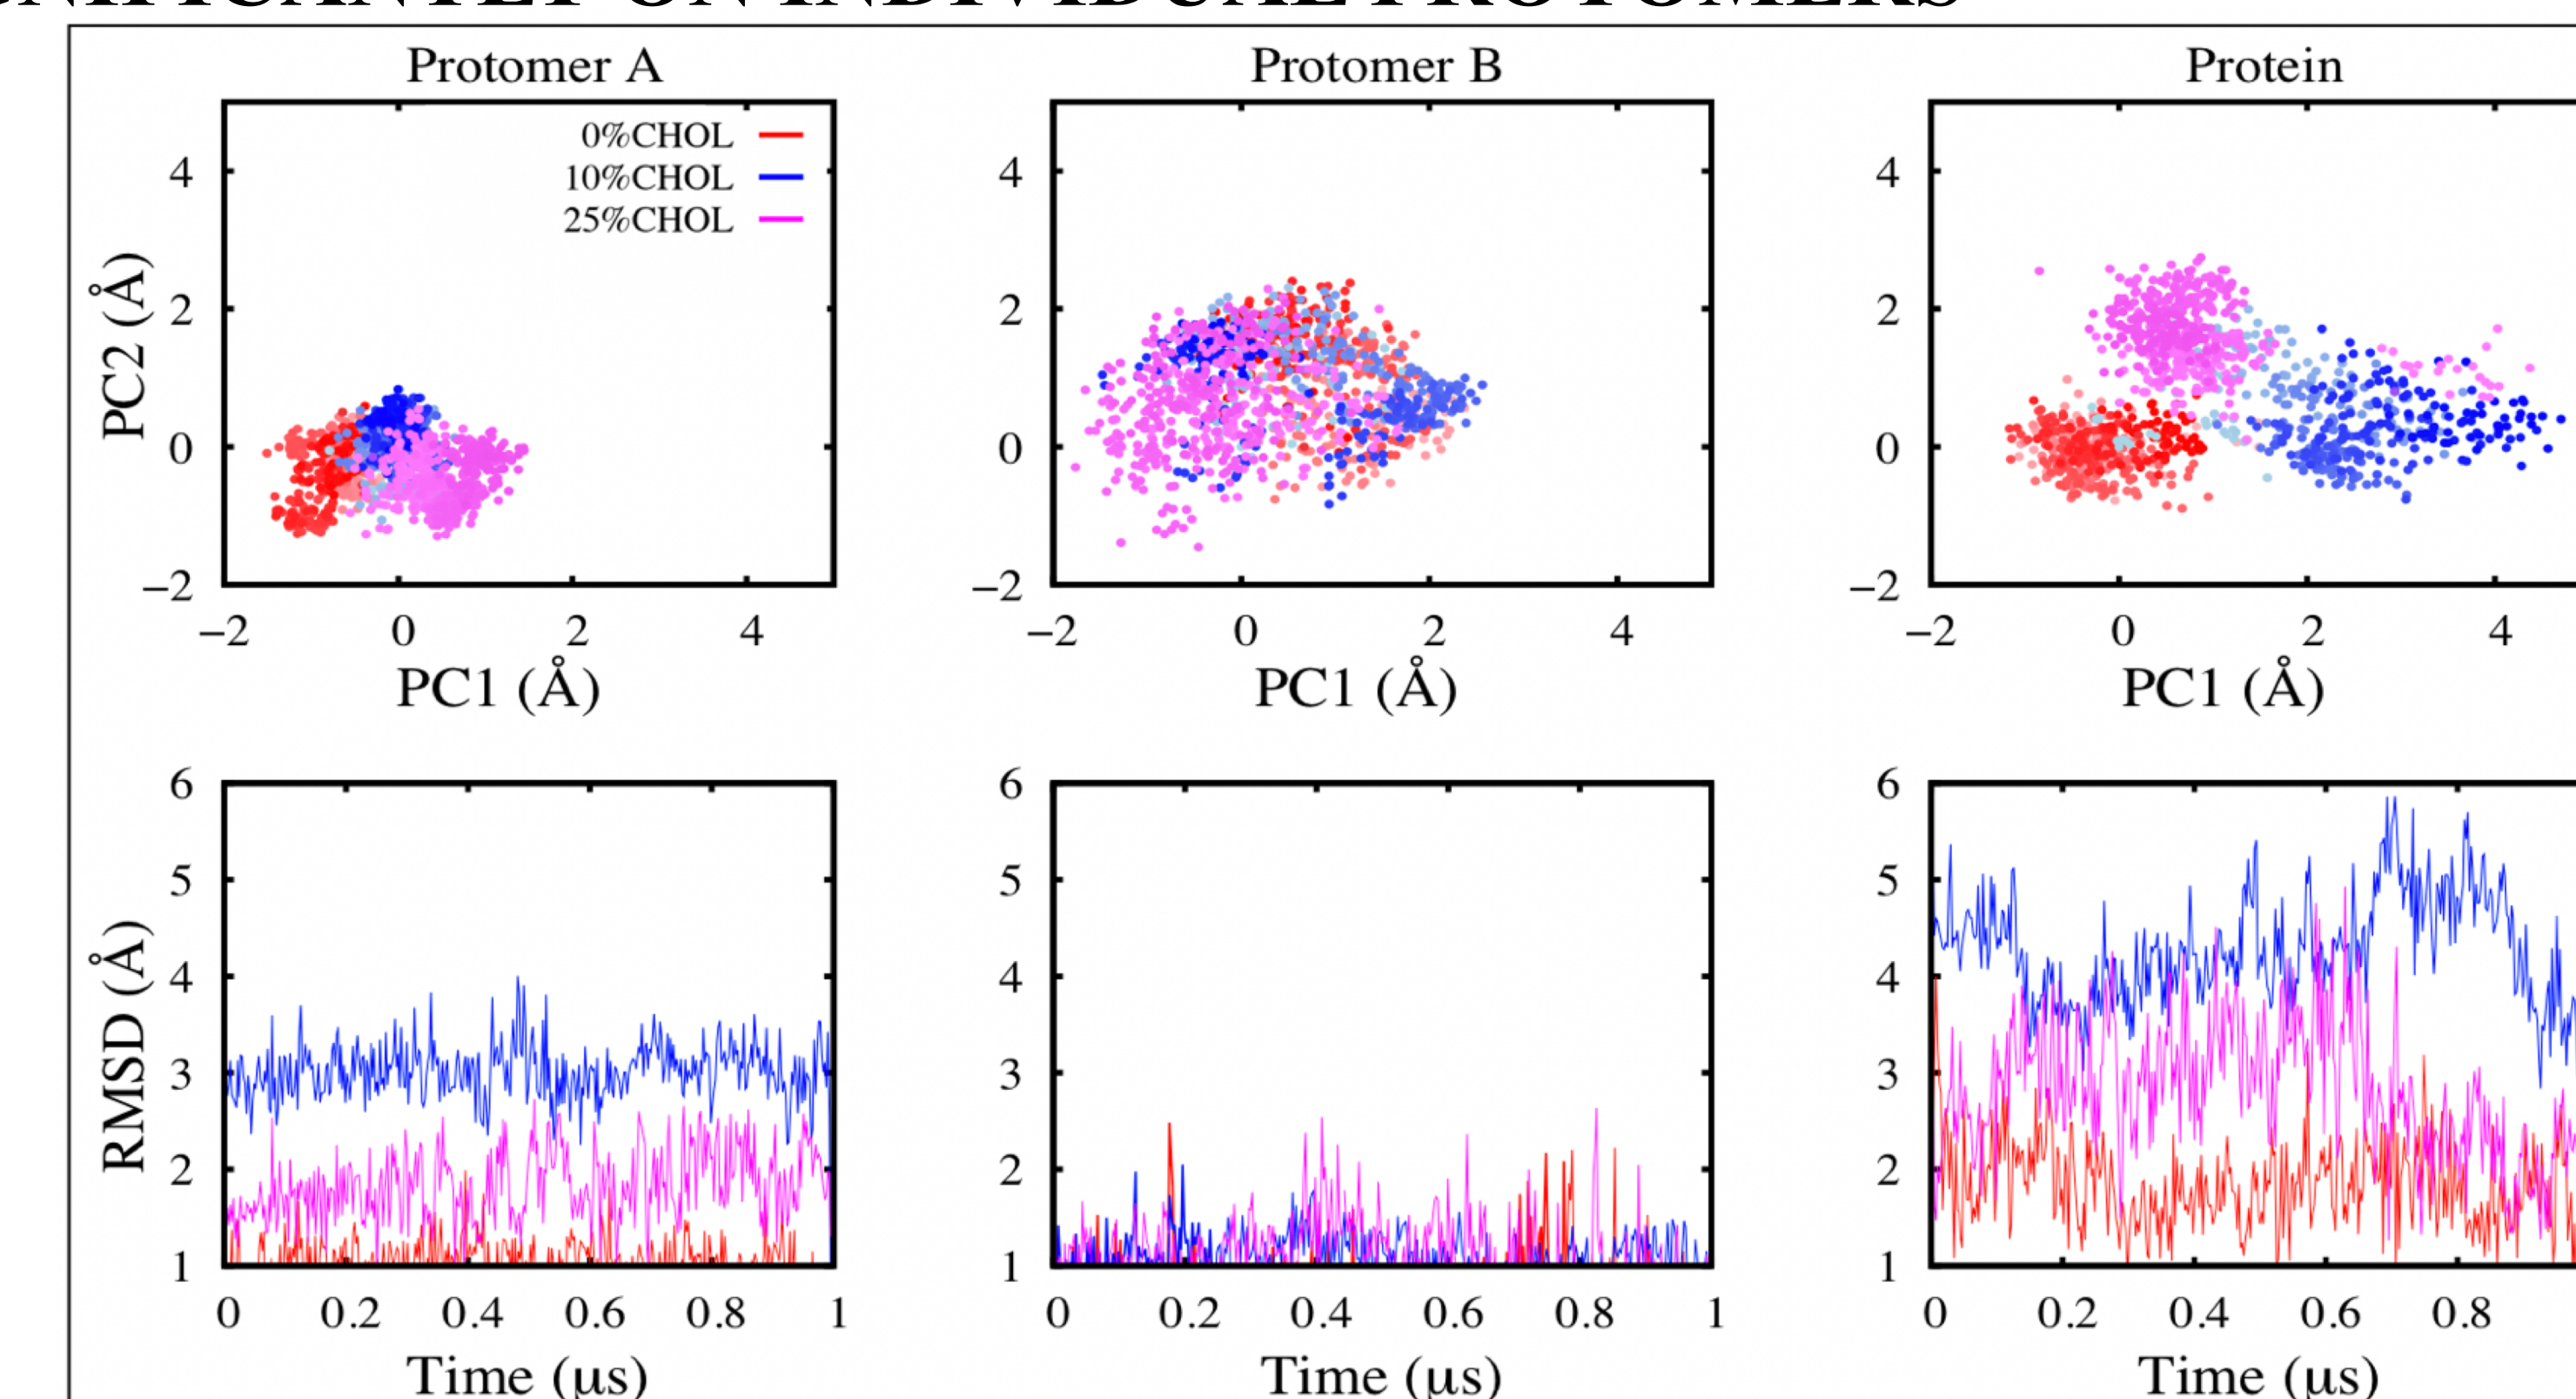 NIFICANTLY ON INDIVIDUAL PROTOMERS
Protomer A
Protomer B
Protein
0%CHOL
10%CHOL
25%CHOL
PC2 (Å)
4
2
0
−2
4
2
0
−2
4
2
0
−2
−2 0 2 4
−2 0 2 4
−2 0 2 4
PC1 (Å)
PC1 (Å)
PC1 (Å)
RMSD (Å)
6
5
4
3
2
1
6
5
4
3
2
1
6
5
4
3
2
1
0 0.2 0.4 0.6 0.8 1
0 0.2 0.4 0.6 0.8 1
0 0.2 0.4 0.6 0.8
Time (μs)
Time (μs)
Time (μs)